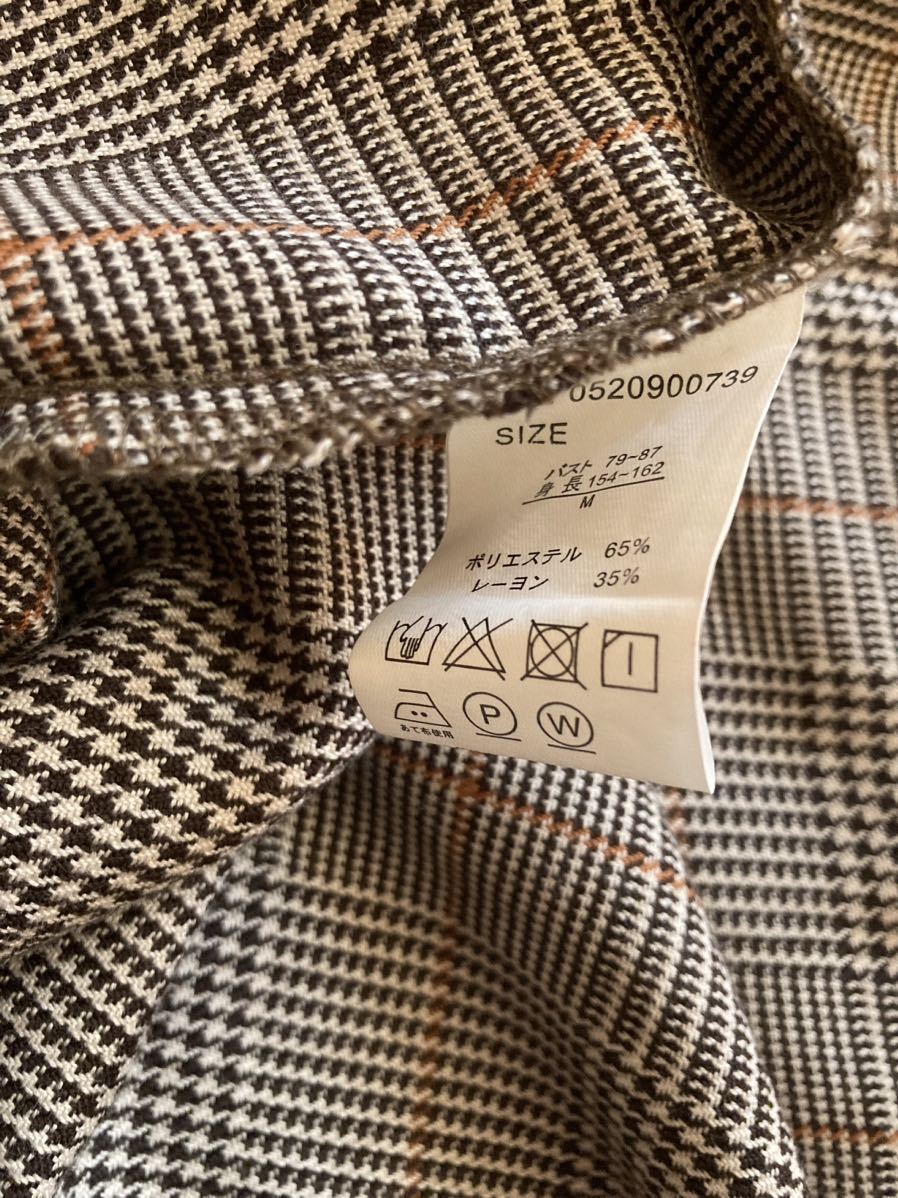 0520900739
SIZE
バスト 79~87
身長 154~162
M
ポリエステル 65%
レーヨン 35%
P
W
あて布使用